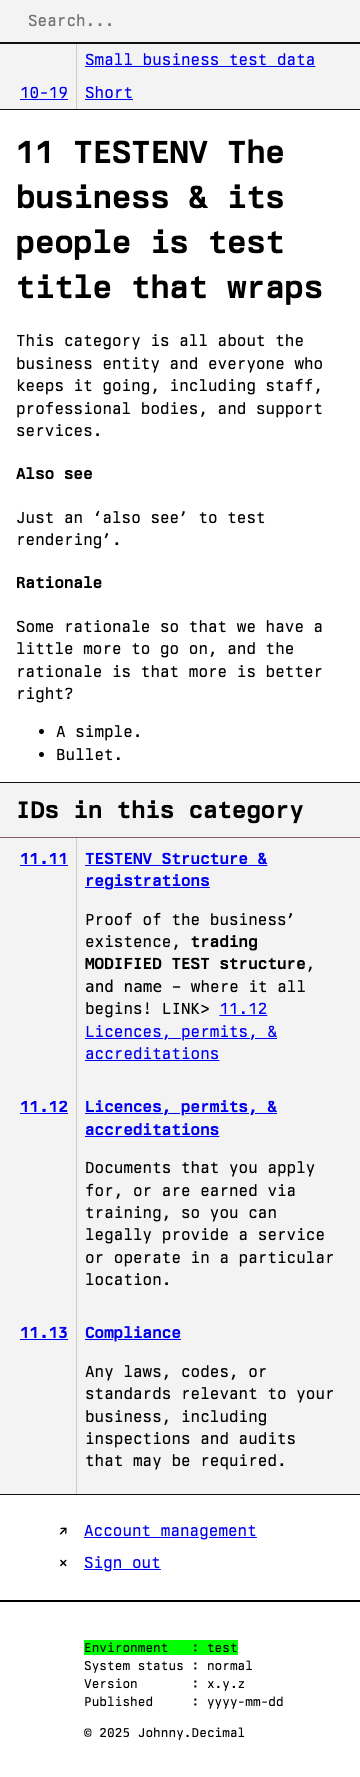 Search...
Small business test data
10-19 Short
11 TESTENV The
business & its
people is test
title that wraps
This category is all about the
business entity and everyone who
keeps it going, including staff,
professional bodies, and support
services.
Also see
Just an ‘also see’ to test
rendering’.
Rationale
Some rationale so that we have a
little more to go on, and the
rationale is that more is better
right?
• A simple.
• Bullet.
IDs in this category
11.11 TESTENV Structure &
registrations
Proof of the business’
existence, trading
MODIFIED TEST structure,
and name – where it all
begins! LINK> 11.12
Licences, permits, &
accreditations
11.12 Licences, permits, &
accreditations
Documents that you apply
for, or are earned via
training, so you can
legally provide a service
or operate in a particular
location.
11.13 Compliance
Any laws, codes, or
standards relevant to your
business, including
inspections and audits
that may be required.
↗ Account management
× Sign out
Environment : test
System status : normal
Version : x.y.z
Published : yyyy-mm-dd
© 2025 Johnny.Decimal